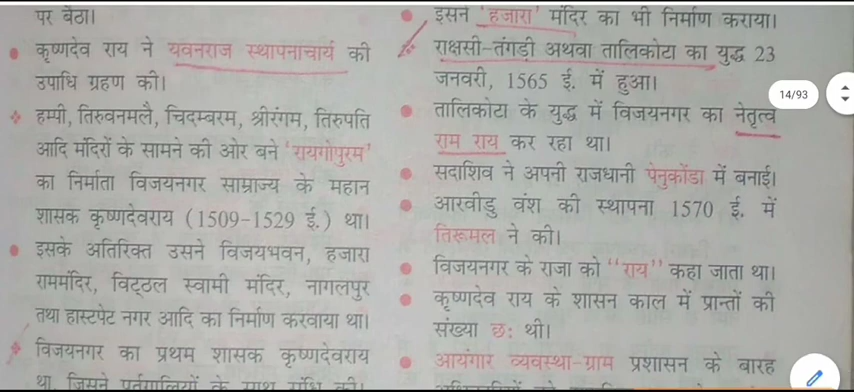 पर बैठा।
कृष्णदेव राय ने यवनराज स्थापनाचार्य की
उपाधि ग्रहण की।
हम्पी, तिरुवनमलै, चिदम्बरम, श्रीरंगम, तिरुपति
आदि मंदिरों के सामने की ओर बने ‘रायगोपुरम’
का निर्माता विजयनगर साम्राज्य के महान
शासक कृष्णदेवराय (1509-1529 ई.) था।
इसके अतिरिक्त उसने विजयभवन, हजारा
राममंदिर, विट्ठल स्वामी मंदिर, नागलपुर
तथा हास्टपेट नगर आदि का निर्माण करवाया था।
विजयनगर का प्रथम शासक कृष्णदेवराय
था, जिसने पुर्तगालियों के साथ संधि की।
इसने ‘हजारा’ मंदिर का भी निर्माण कराया।
राक्षसी-तंगड़ी अथवा तालिकोटा का युद्ध 23
जनवरी, 1565 ई. में हुआ।
तालिकोटा के युद्ध में विजयनगर का नेतृत्व
राम राय कर रहा था।
सदाशिव ने अपनी राजधानी पेनुकोंडा में बनाई।
आरवीडु वंश की स्थापना 1570 ई. में
तिरूमल ने की।
विजयनगर के राजा को ‘‘राय’’ कहा जाता था।
कृष्णदेव राय के शासन काल में प्रान्तों की
संख्या छः थी।
आयंगार व्यवस्था-ग्राम प्रशासन के बारह
14/93